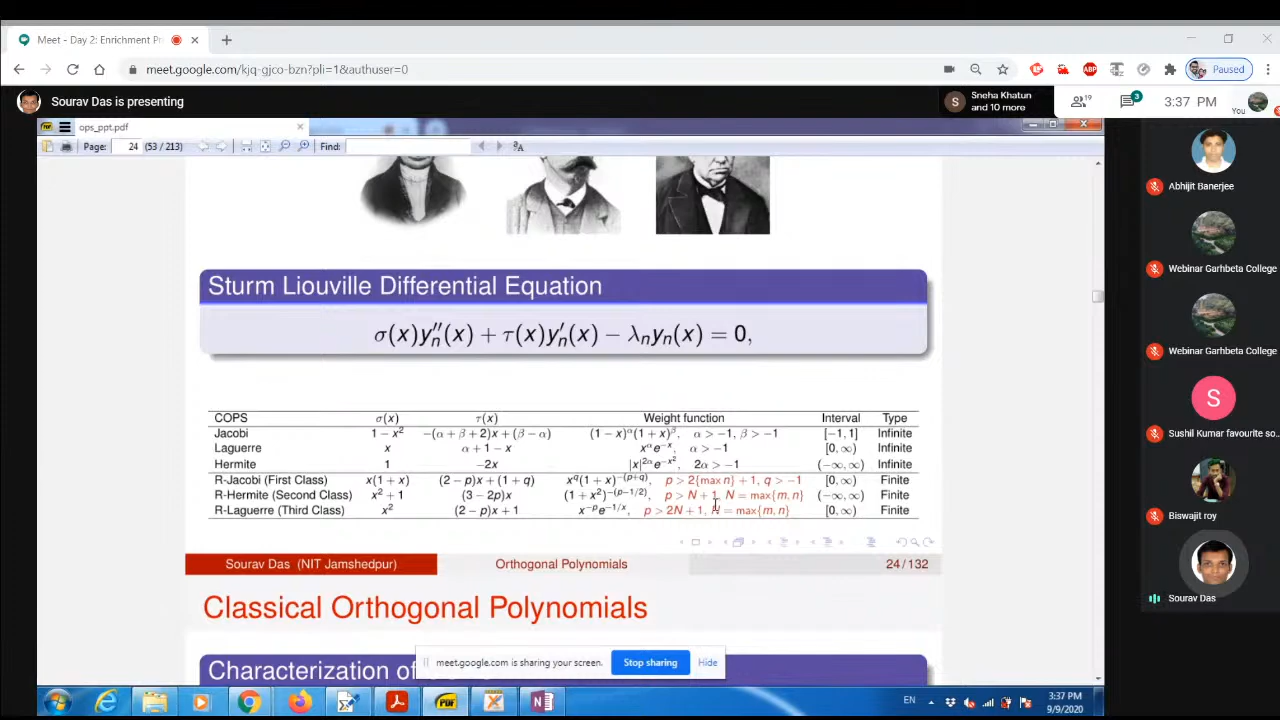 Meet - Day 2: Enrichment Pr
meet.google.com/kjq-gjco-bzn?pli=1&authuser=0
Paused
Sourav Das is presenting
Sneha Khatun
and 10 more
19
3
3:37 PM
You
ops_ppt.pdf
Page: 24 (53 / 213) Find:
Sturm Liouville Differential Equation
σ(x)y″ₙ(x) + τ(x)y′ₙ(x) − λₙyₙ(x) = 0,
COPS σ(x) τ(x) Weight function Interval Type
Jacobi 1 − x² −(α + β + 2)x + (β − α) (1 − x)^α(1 + x)^β, α > −1, β > −1 [−1, 1] Infinite
Laguerre x α + 1 − x x^α e^−x, α > −1 [0, ∞) Infinite
Hermite 1 −2x |x|^2α e^−x², 2α > −1 (−∞, ∞) Infinite
R-Jacobi (First Class) x(1 + x) (2 − p)x + (1 + q) x^q(1 + x)^−(p+q), p > 2{max n} + 1, q > −1 [0, ∞) Finite
R-Hermite (Second Class) x² + 1 (3 − 2p)x (1 + x²)^−(p−1/2), p > N + 1, N = max{m, n} (−∞, ∞) Finite
R-Laguerre (Third Class) x² (2 − p)x + 1 x^−p e^−1/x, p > 2N + 1, N = max{m, n} [0, ∞) Finite
Sourav Das (NIT Jamshedpur) Orthogonal Polynomials 24 / 132
Classical Orthogonal Polynomials
Characterization of
meet.google.com is sharing your screen. Stop sharing Hide
Abhijit Banerjee
Webinar Garhbeta College
Webinar Garhbeta College
S
Sushil Kumar favourite so...
Biswajit roy
Sourav Das
EN
3:37 PM
9/9/2020